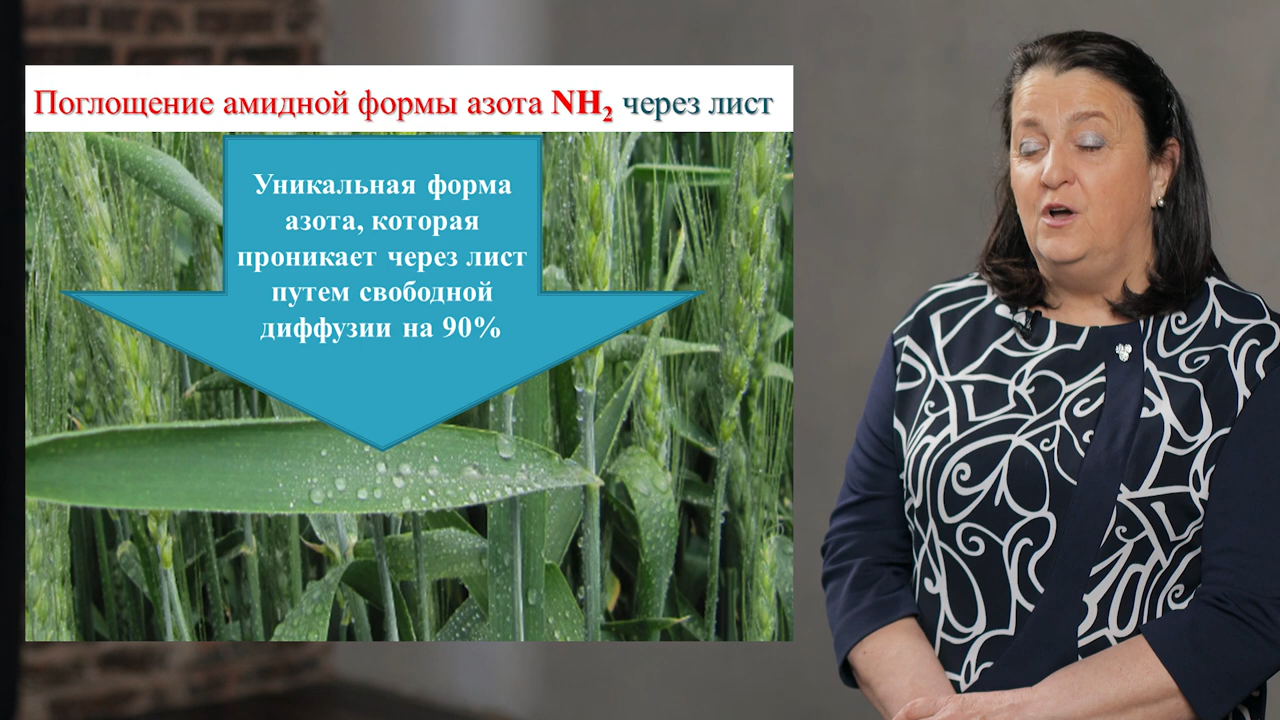 Поглощение амидной формы азота NH₂ через лист
Уникальная форма
азота, которая
проникает через лист
путем свободной
диффузии на 90%